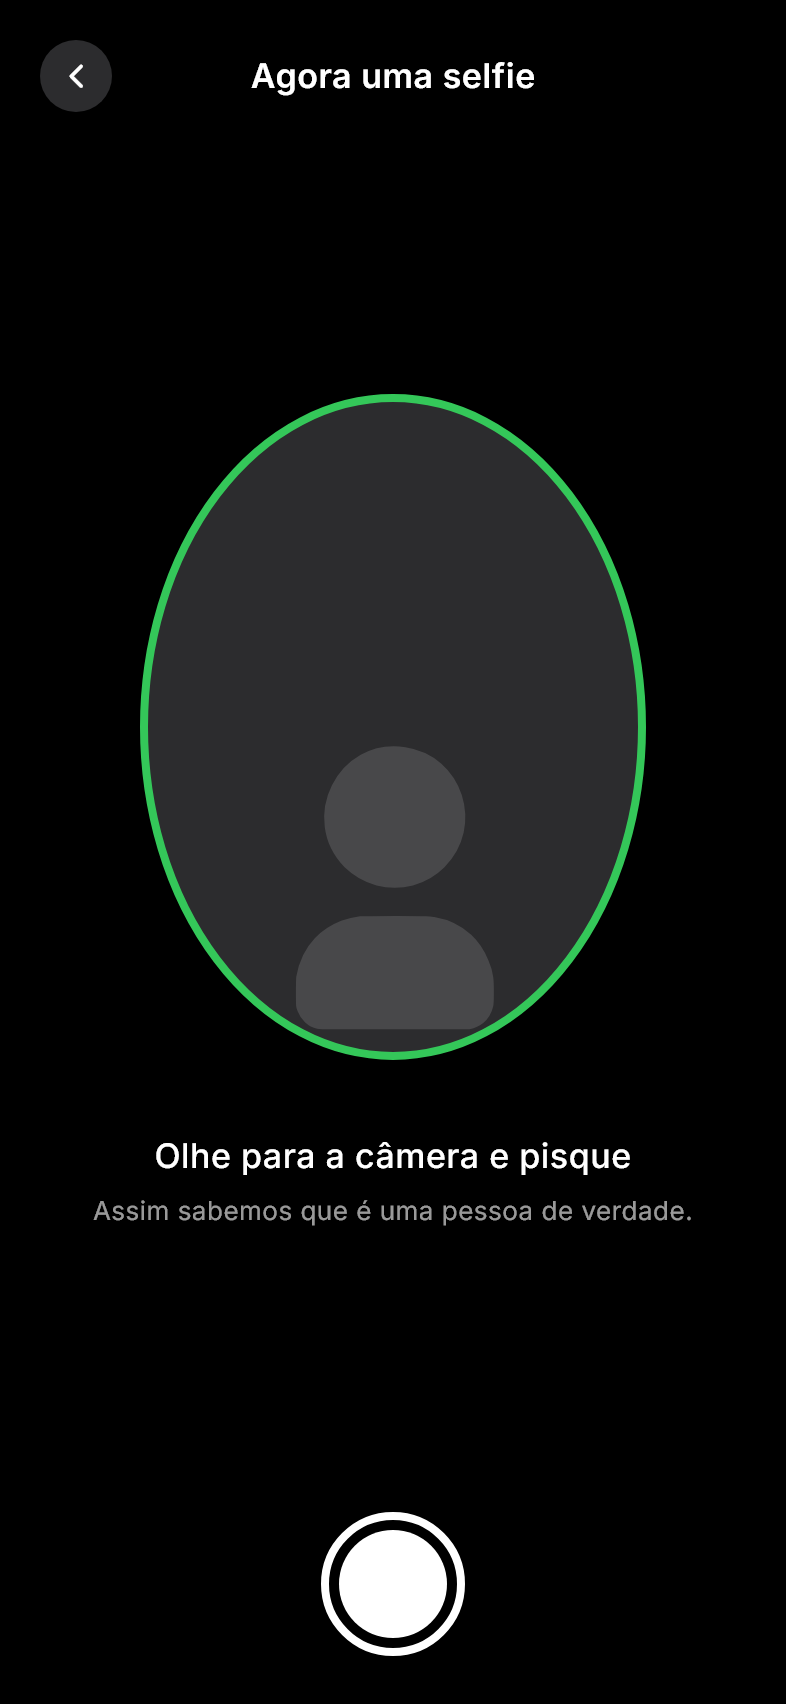 Agora uma selfie
Olhe para a câmera e pisque
Assim sabemos que é uma pessoa de verdade.